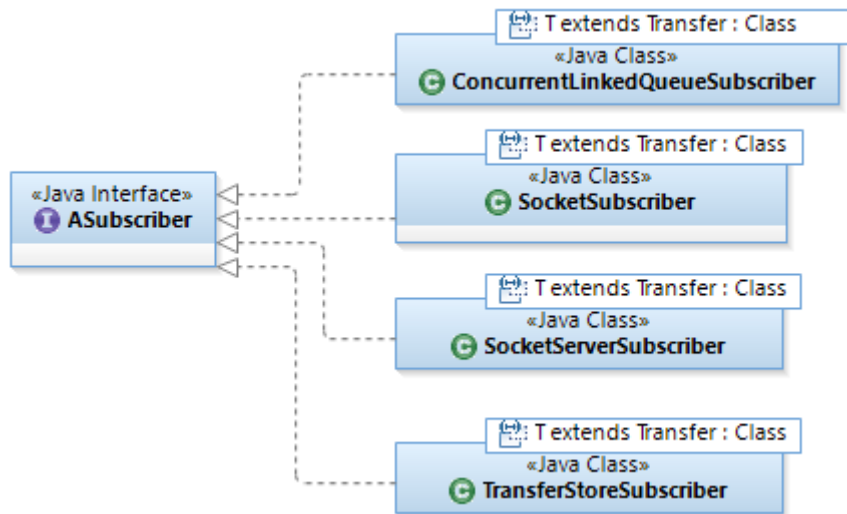 T extends Transfer : Class
«Java Class»
C ConcurrentLinkedQueueSubscriber
T extends Transfer : Class
«Java Class»
C SocketSubscriber
«Java Interface»
I ASubscriber
T extends Transfer : Class
«Java Class»
C SocketServerSubscriber
T extends Transfer : Class
«Java Class»
C TransferStoreSubscriber